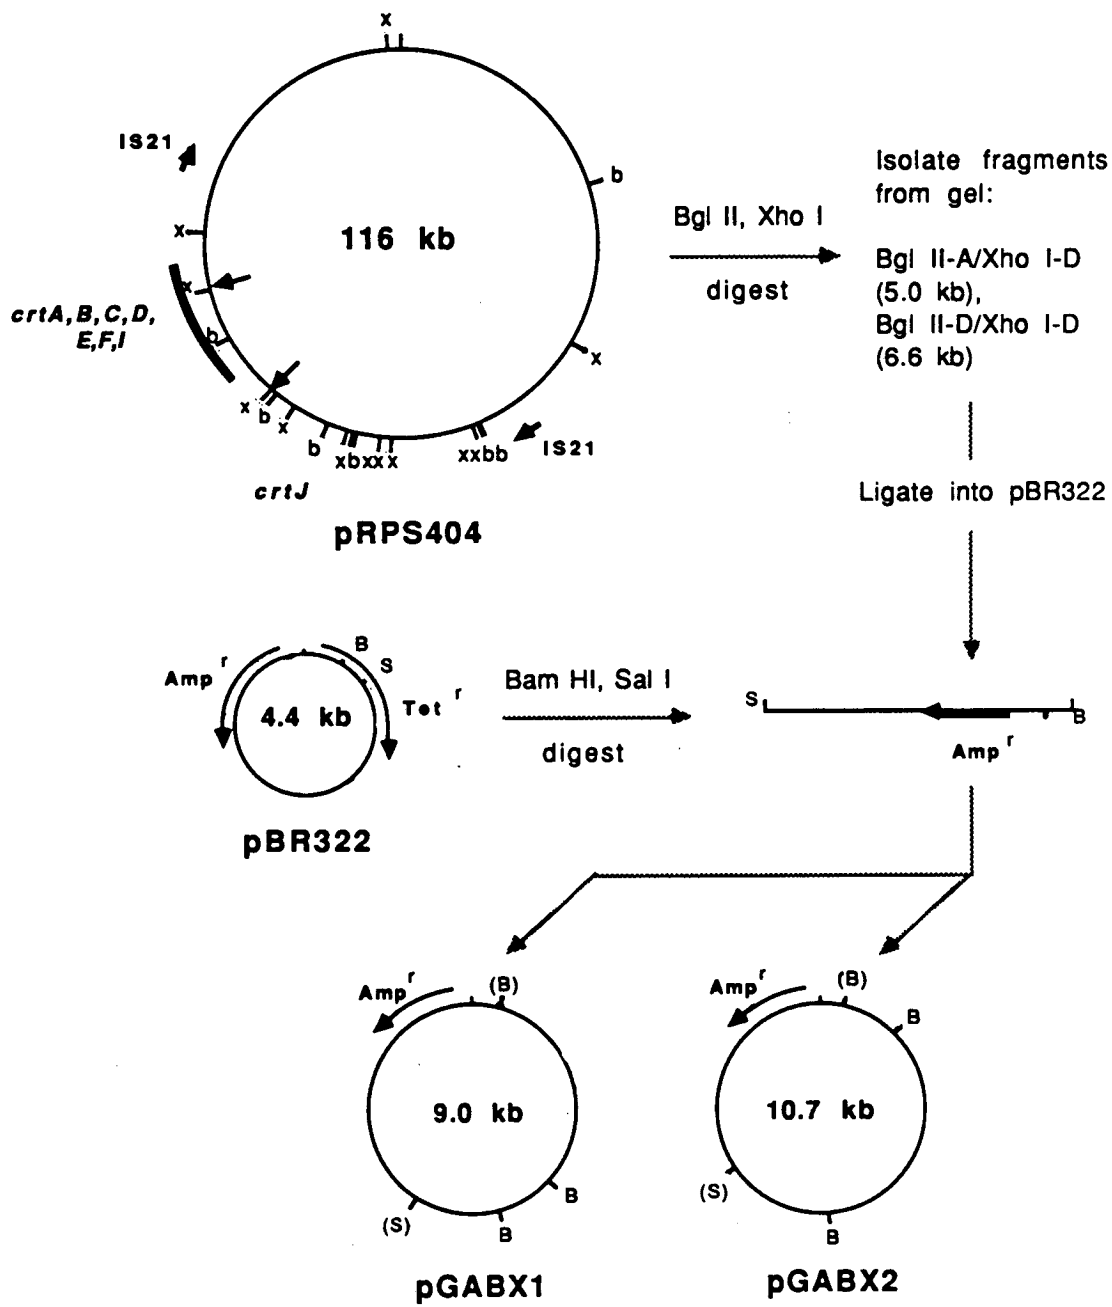 x
IS21
b
116 kb
x
x
crtA,B,C,D,
E,F,I
b
x
x
b
x
b
xbxxx
xxbb
IS21
crtJ
pRPS404
Bgl II, Xho I
digest
Isolate fragments
from gel:
Bgl II-A/Xho I-D
(5.0 kb),
Bgl II-D/Xho I-D
(6.6 kb)
Ligate into pBR322
Amp r
B
S
Tet r
4.4 kb
pBR322
Bam HI, Sal I
digest
S
B
Amp r
Amp r
(B)
9.0 kb
B
B
(S)
pGABX1
Amp r
(B)
B
10.7 kb
(S)
B
pGABX2